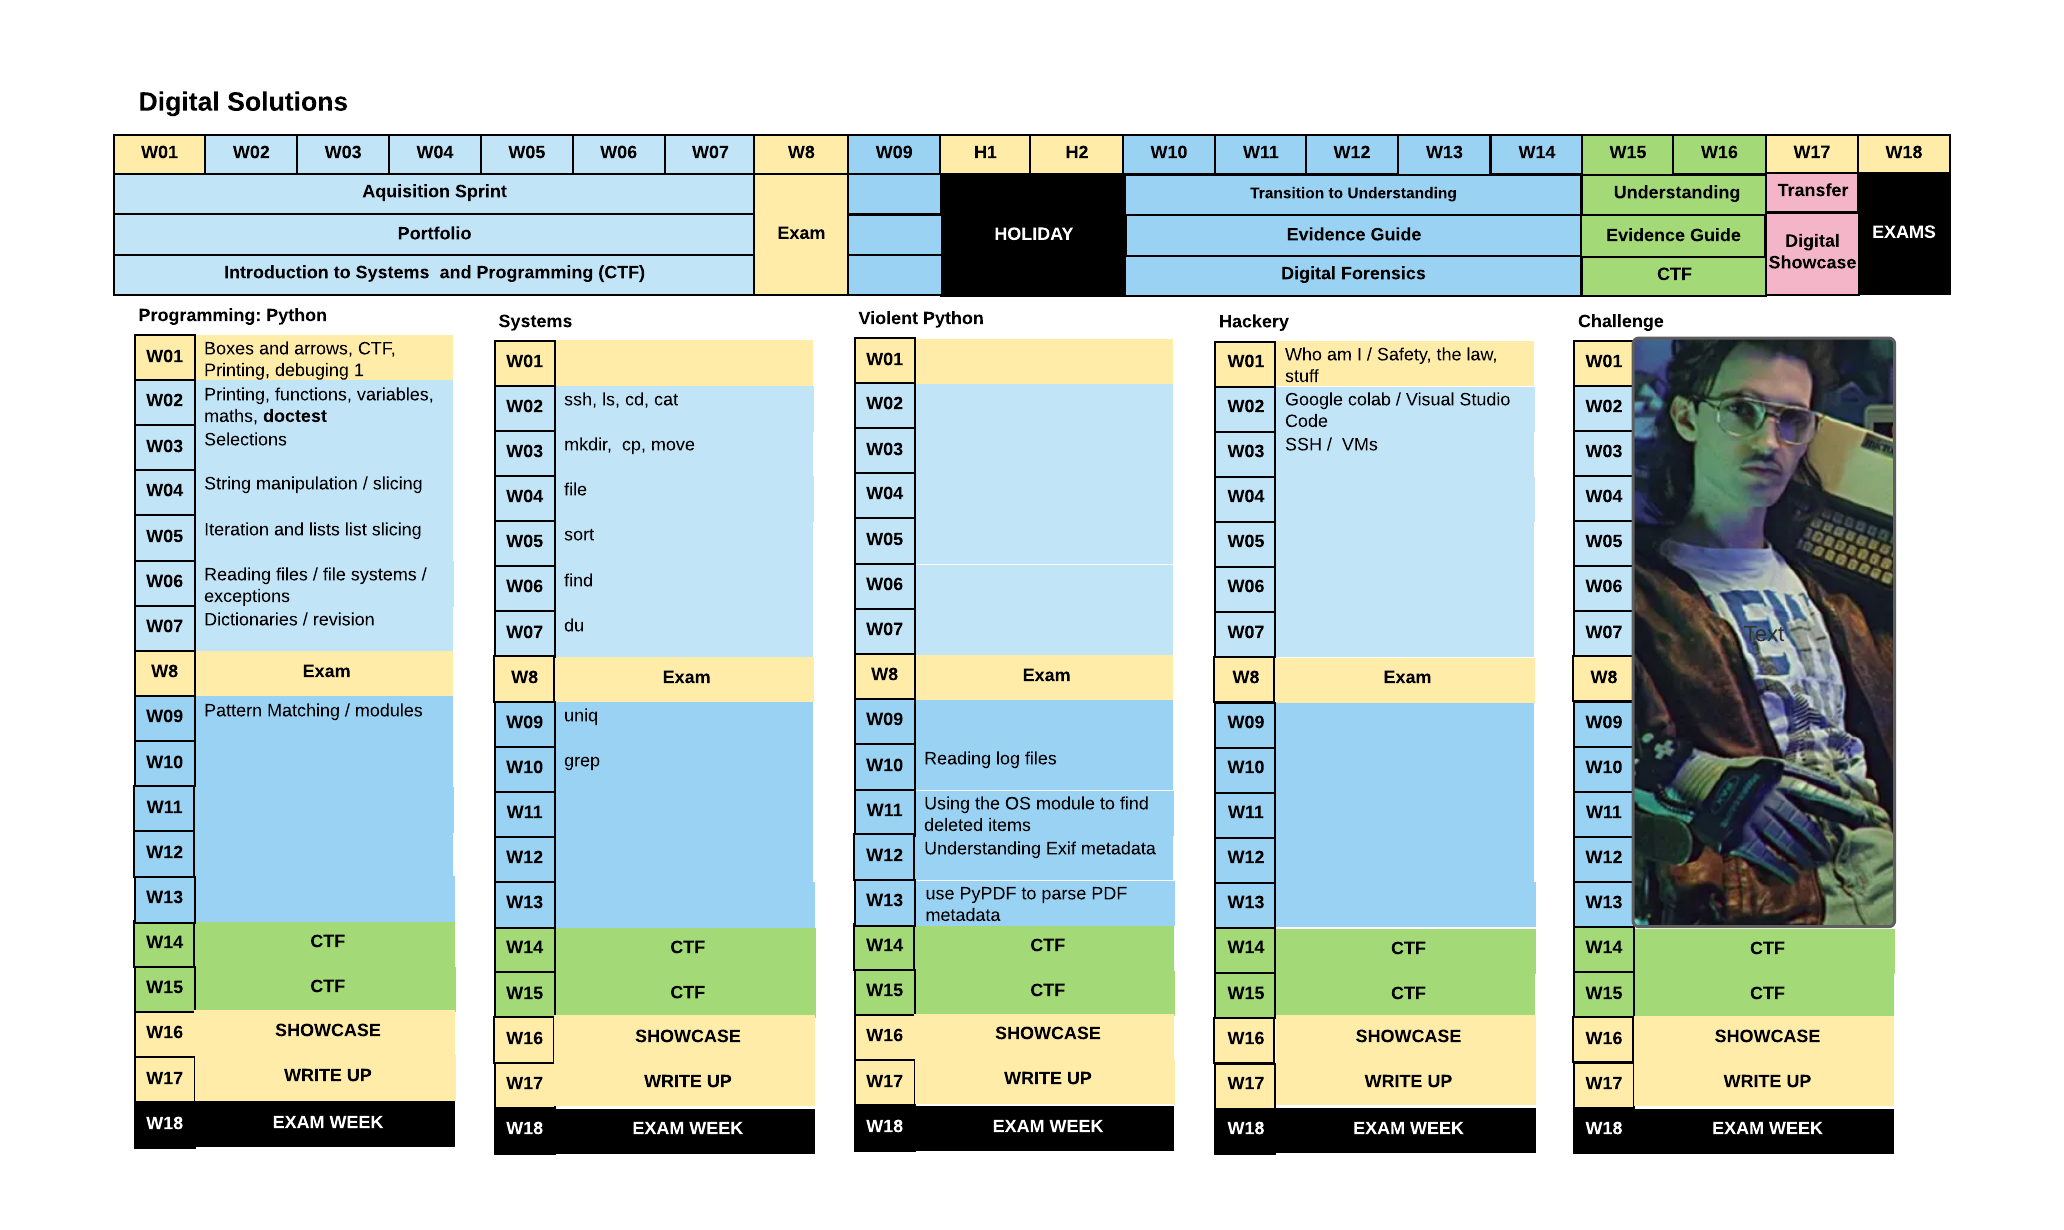 Digital Solutions
W01 W02 W03 W04 W05 W06 W07 W8 W09 H1 H2 W10 W11 W12 W13 W14 W15 W16 W17 W18
Aquisition Sprint
Portfolio
Introduction to Systems  and Programming (CTF)
Exam
HOLIDAY
Transition to Understanding
Evidence Guide
Digital Forensics
Understanding
Evidence Guide
CTF
Transfer
Digital
Showcase
EXAMS
Programming: Python
W01 Boxes and arrows, CTF,
Printing, debuging 1
W02 Printing, functions, variables,
maths, doctest
W03 Selections
W04 String manipulation / slicing
W05 Iteration and lists list slicing
W06 Reading files / file systems /
exceptions
W07 Dictionaries / revision
W8 Exam
W09 Pattern Matching / modules
W10
W11
W12
W13
W14 CTF
W15 CTF
W16 SHOWCASE
W17 WRITE UP
W18 EXAM WEEK
Systems
W01
W02 ssh, ls, cd, cat
W03 mkdir,  cp, move
W04 file
W05 sort
W06 find
W07 du
W8 Exam
W09 uniq
W10 grep
W11
W12
W13
W14 CTF
W15 CTF
W16 SHOWCASE
W17 WRITE UP
W18 EXAM WEEK
Violent Python
W01
W02
W03
W04
W05
W06
W07
W8 Exam
W09
W10 Reading log files
W11 Using the OS module to find
deleted items
W12 Understanding Exif metadata
W13 use PyPDF to parse PDF
metadata
W14 CTF
W15 CTF
W16 SHOWCASE
W17 WRITE UP
W18 EXAM WEEK
Hackery
W01 Who am I / Safety, the law,
stuff
W02 Google colab / Visual Studio
Code
W03 SSH /  VMs
W04
W05
W06
W07
W8 Exam
W09
W10
W11
W12
W13
W14 CTF
W15 CTF
W16 SHOWCASE
W17 WRITE UP
W18 EXAM WEEK
Challenge
W01
W02
W03
W04
W05
W06
W07 Text
W8
W09
W10
W11
W12
W13
W14 CTF
W15 CTF
W16 SHOWCASE
W17 WRITE UP
W18 EXAM WEEK